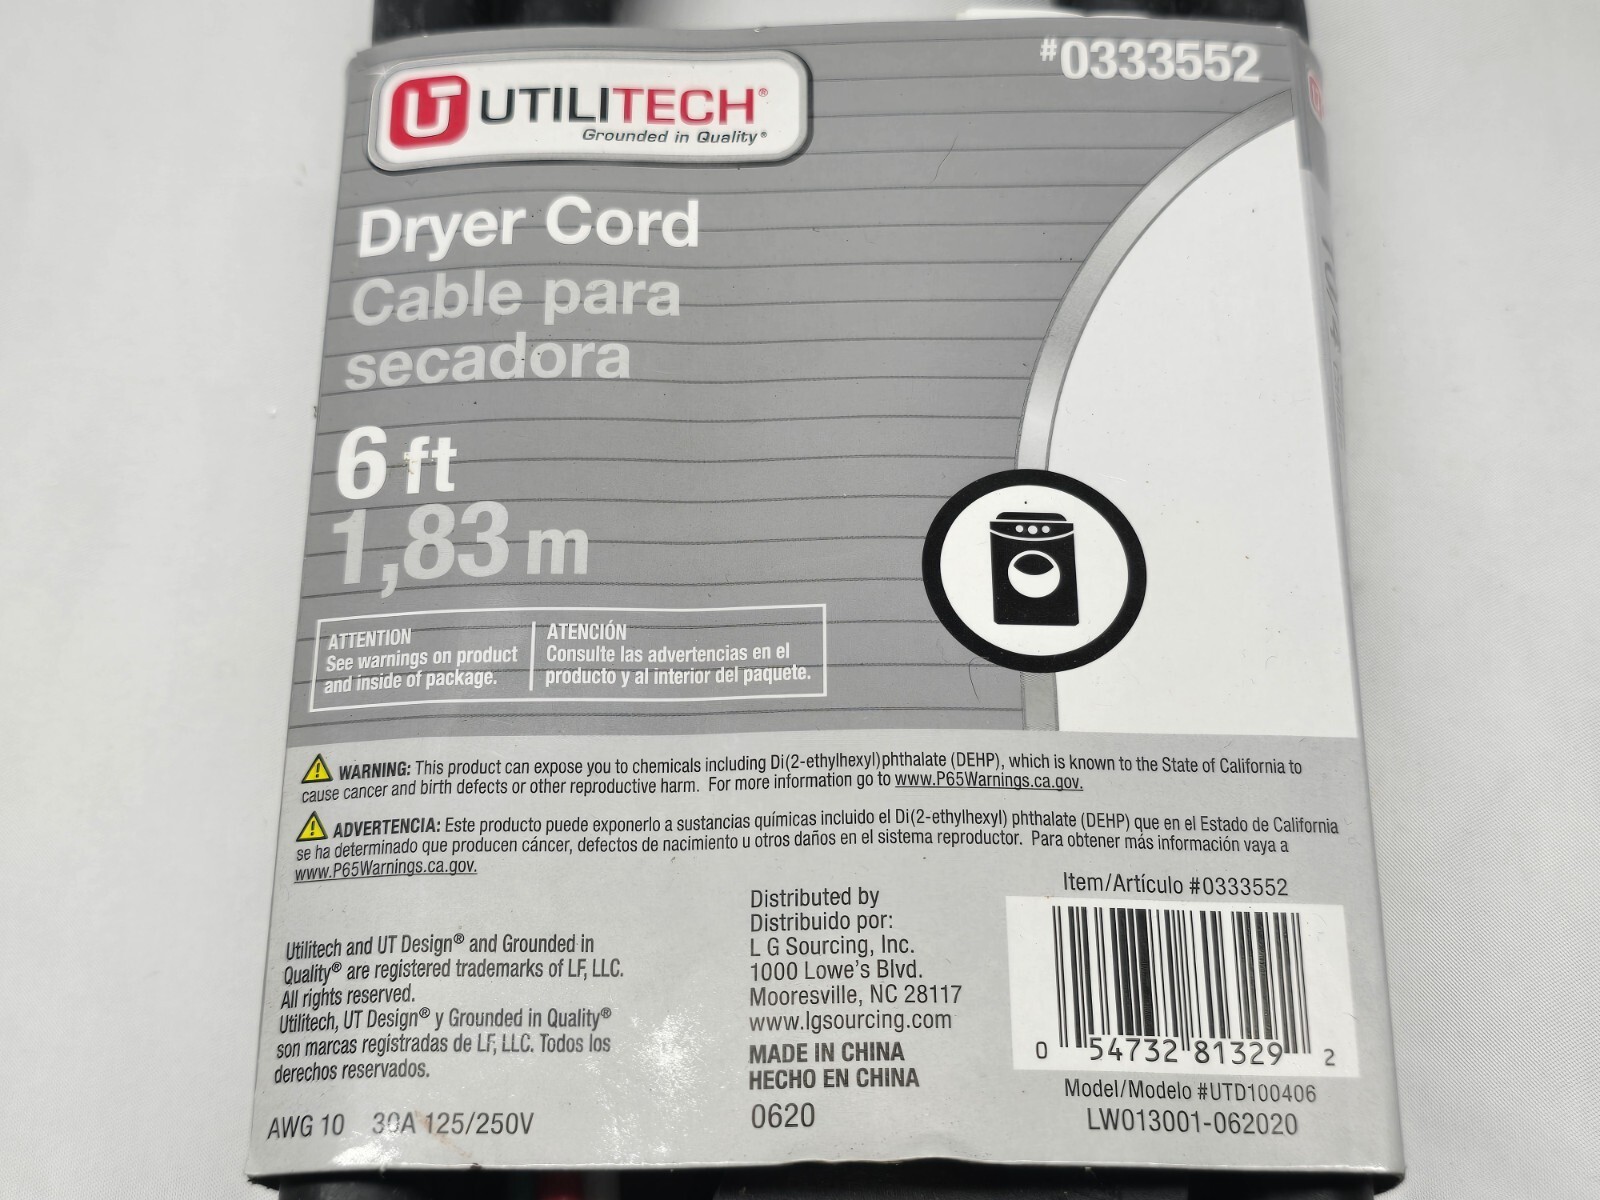 #0333552
UT UTILITECH®
Grounded in Quality®
Dryer Cord
Cable para
secadora
6 ft
1,83 m
ATTENTION
See warnings on product
and inside of package.
ATENCIÓN
Consulte las advertencias en el
producto y al interior del paquete.
WARNING: This product can expose you to chemicals including Di(2-ethylhexyl)phthalate (DEHP), which is known to the State of California to
cause cancer and birth defects or other reproductive harm. For more information go to www.P65Warnings.ca.gov.
ADVERTENCIA: Este producto puede exponerlo a sustancias químicas incluido el Di(2-ethylhexyl) phthalate (DEHP) que en el Estado de California
se ha determinado que producen cáncer, defectos de nacimiento u otros daños en el sistema reproductor. Para obtener más información vaya a
www.P65Warnings.ca.gov.
Utilitech and UT Design® and Grounded in
Quality® are registered trademarks of LF, LLC.
All rights reserved.
Utilitech, UT Design® y Grounded in Quality®
son marcas registradas de LF, LLC. Todos los
derechos reservados.
AWG 10 30A 125/250V
Distributed by
Distribuido por:
L G Sourcing, Inc.
1000 Lowe's Blvd.
Mooresville, NC 28117
www.lgsourcing.com
MADE IN CHINA
HECHO EN CHINA
0620
Item/Artículo #0333552
0 54732 81329 2
Model/Modelo #UTD100406
LW013001-062020